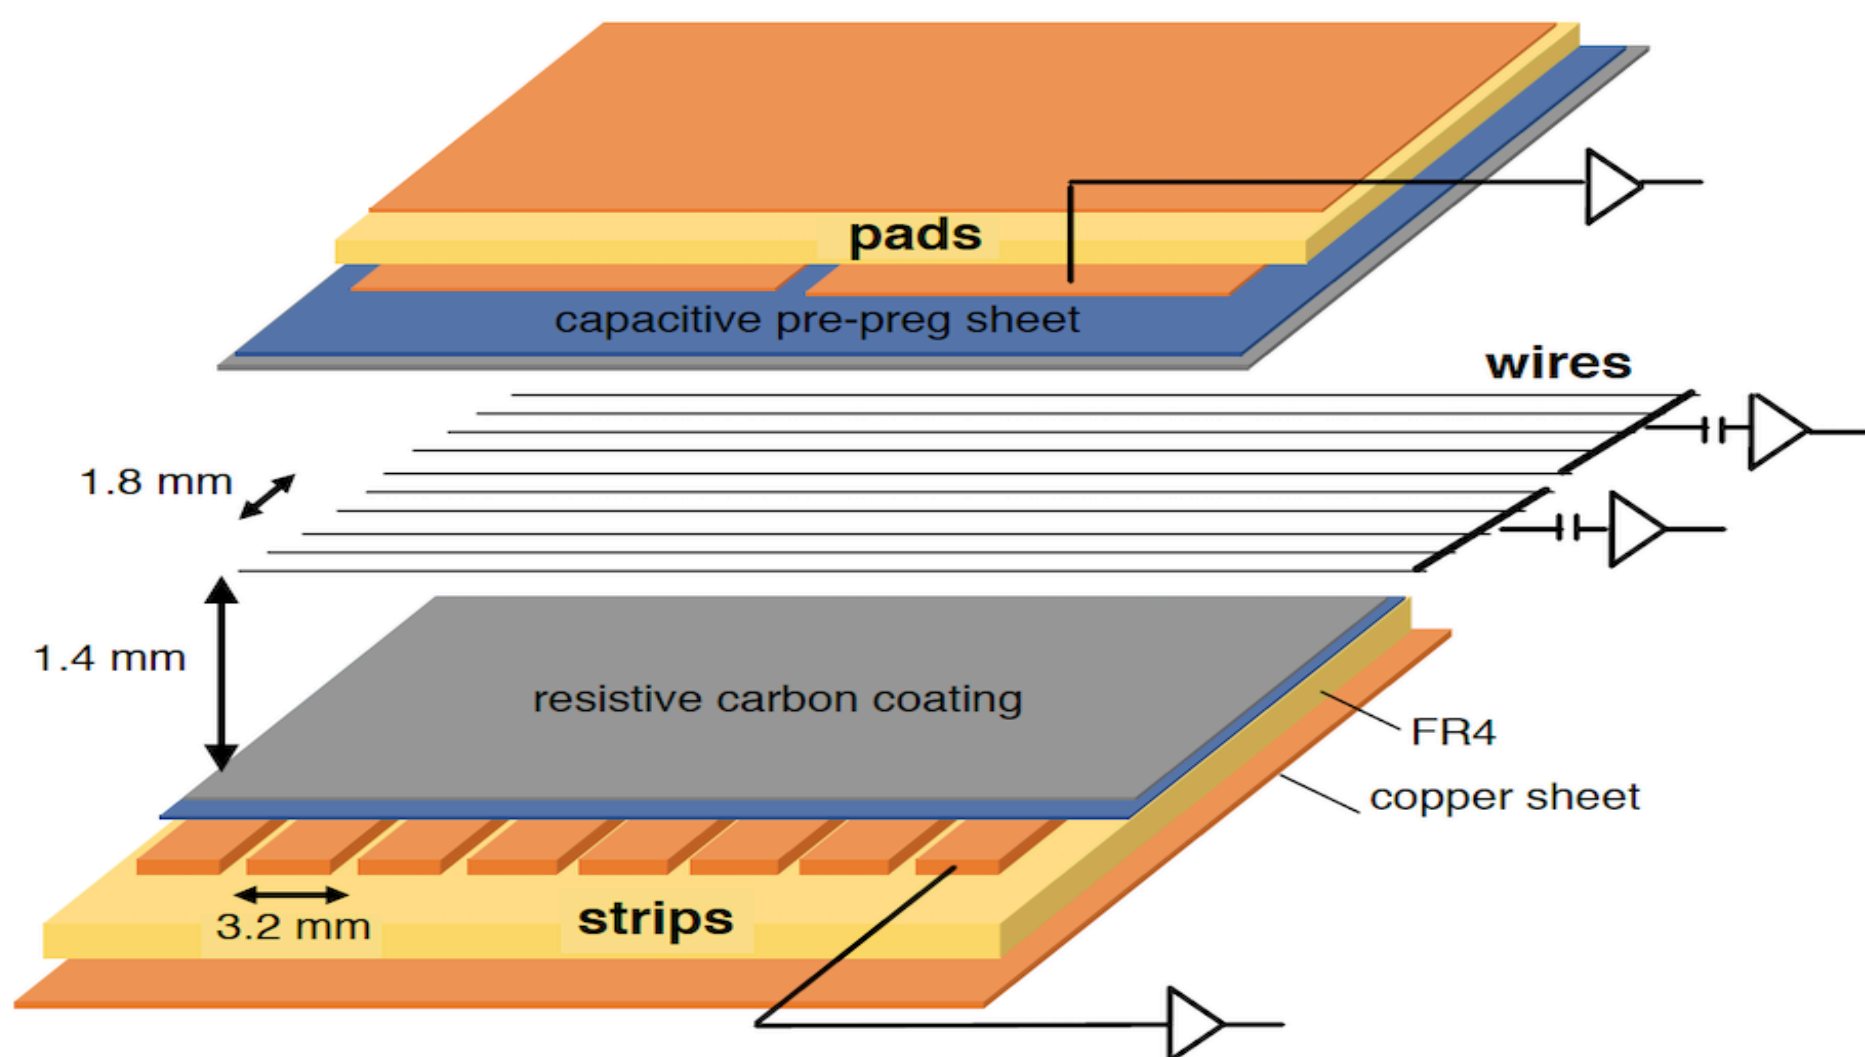 pads
capacitive pre-preg sheet
wires
1.8 mm
1.4 mm
resistive carbon coating
FR4
copper sheet
3.2 mm
strips